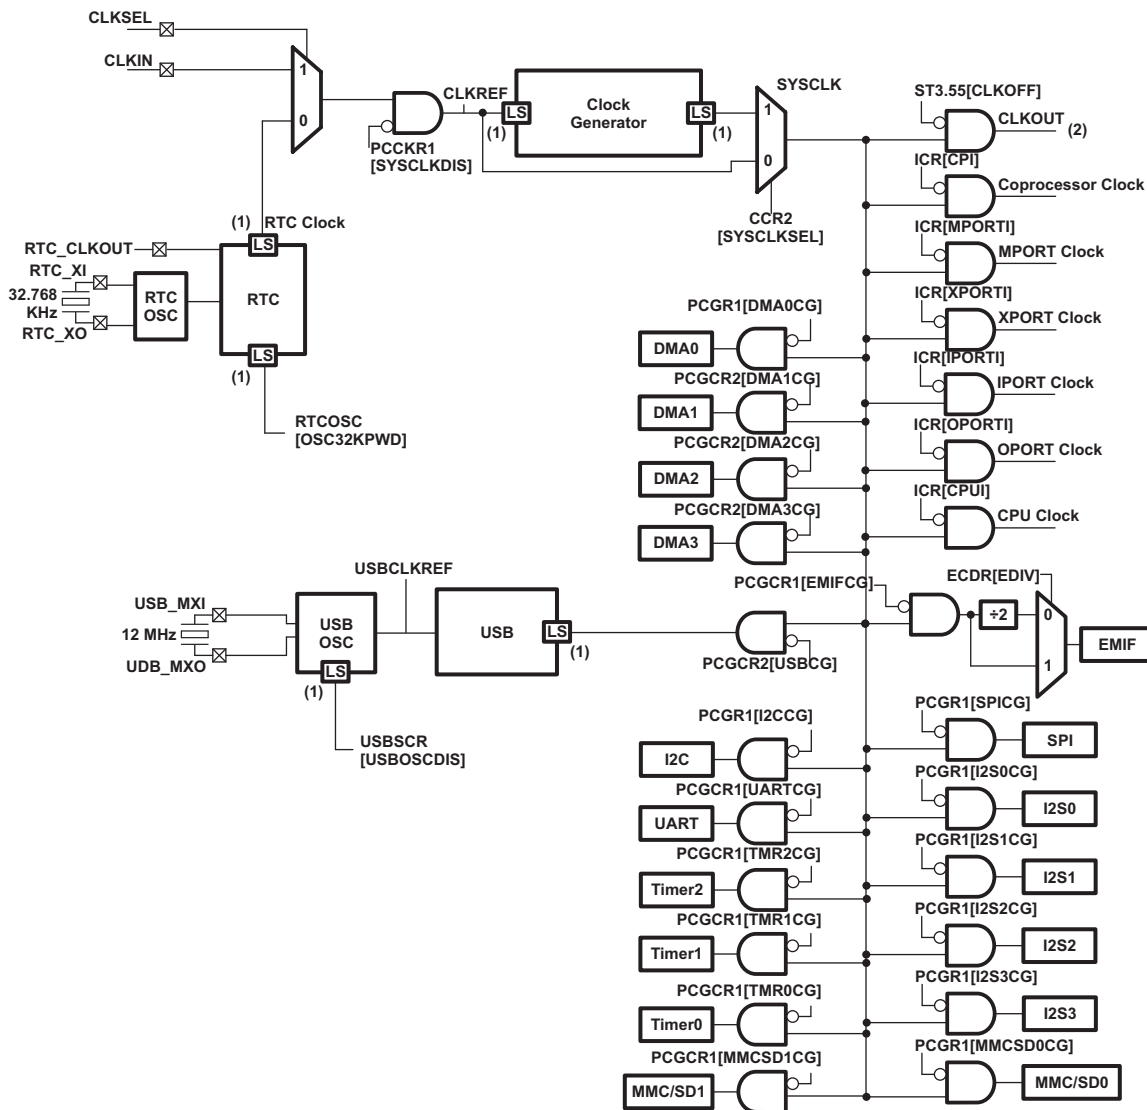 CLKSEL
CLKIN
1
0
PCCKR1
[SYSCLKDIS]
CLKREF
(1)
LS
Clock
Generator
LS
(1)
SYSCLK
1
0
CCR2
[SYSCLKSEL]
(1)
RTC Clock
LS
RTC_CLKOUT
RTC_XI
32.768
KHz
RTC_XO
RTC
OSC
RTC
LS
(1)
RTCOSC
[OSC32KPWD]
ST3.55[CLKOFF]
CLKOUT
(2)
ICR[CPI]
Coprocessor Clock
ICR[MPORTI]
MPORT Clock
ICR[XPORTI]
XPORT Clock
ICR[IPORTI]
IPORT Clock
ICR[OPORTI]
OPORT Clock
ICR[CPUI]
CPU Clock
PCGR1[DMA0CG]
DMA0
PCGCR2[DMA1CG]
DMA1
PCGCR2[DMA2CG]
DMA2
PCGCR2[DMA3CG]
DMA3
PCGCR1[EMIFCG]
ECDR[EDIV]
÷2
0
1
EMIF
USBCLKREF
USB_MXI
12 MHz
UDB_MXO
USB
OSC
LS
(1)
USB
LS
(1)
PCGCR2[USBCG]
USBSCR
[USBOSCDIS]
PCGR1[I2CCG]
I2C
PCGCR1[UARTCG]
UART
PCGCR1[TMR2CG]
Timer2
PCGCR1[TMR1CG]
Timer1
PCGCR1[TMR0CG]
Timer0
PCGCR1[MMCSD1CG]
MMC/SD1
PCGR1[SPICG]
SPI
PCGR1[I2S0CG]
I2S0
PCGR1[I2S1CG]
I2S1
PCGR1[I2S2CG]
I2S2
PCGR1[I2S3CG]
I2S3
PCGR1[MMCSD0CG]
MMC/SD0